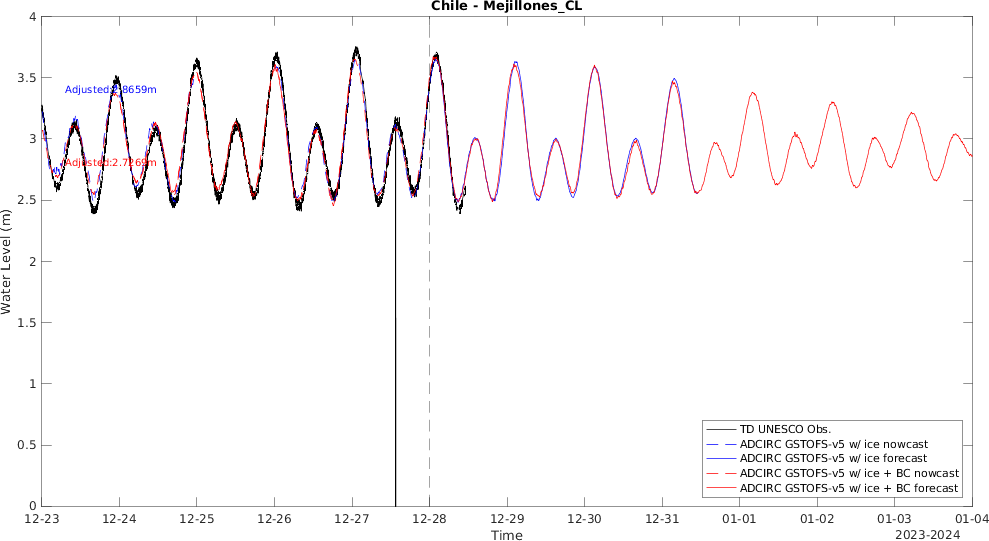 Chile - Mejillones_CL
Water Level (m)
4
3.5
3
2.5
2
1.5
1
0.5
0
Adjusted:2.8659m
Adjusted:2.7269m
TD UNESCO Obs.
ADCIRC GSTOFS-v5 w/ ice nowcast
ADCIRC GSTOFS-v5 w/ ice forecast
ADCIRC GSTOFS-v5 w/ ice + BC nowcast
ADCIRC GSTOFS-v5 w/ ice + BC forecast
12-23 12-24 12-25 12-26 12-27 12-28 12-29 12-30 12-31 01-01 01-02 01-03 01-04
Time
2023-2024